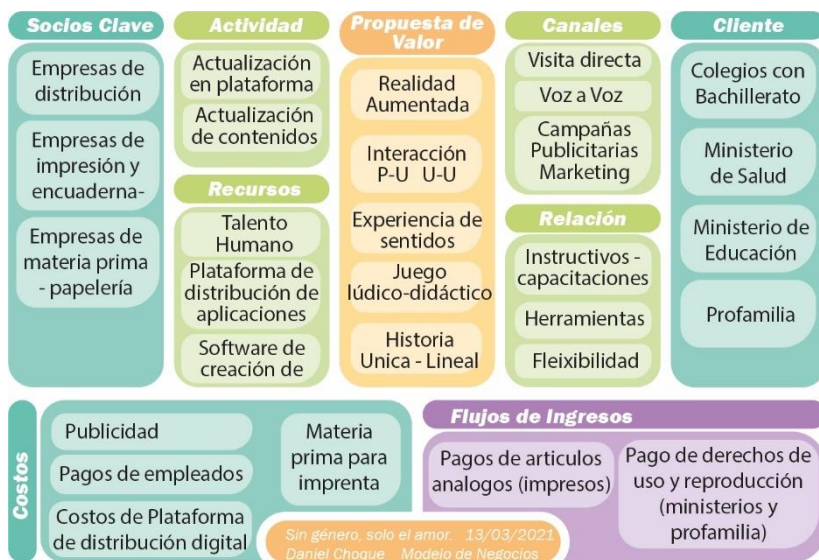 Socios Clave
Empresas de
distribución
Empresas de
impresión y
encuaderna-
Empresas de
materia prima
- papelería
Actividad
Actualización
en plataforma
Actualización
de contenidos
Recursos
Talento
Humano
Plataforma de
distribución de
aplicaciones
Software de
creación de
Propuesta de
Valor
Realidad
Aumentada
Interacción
P-U U-U
Experiencia de
sentidos
Juego
lúdico-didáctico
Historia
Unica - Lineal
Canales
Visita directa
Voz a Voz
Campañas
Publicitarias
Marketing
Relación
Instructivos -
capacitaciones
Herramientas
Fleixibilidad
Cliente
Colegios con
Bachillerato
Ministerio
de Salud
Ministerio de
Educación
Profamilia
Costos
Publicidad
Pagos de empleados
Costos de Plataforma
de distribución digital
Materia
prima para
imprenta
Flujos de Ingresos
Pagos de articulos
analogos (impresos)
Pago de derechos de
uso y reproducción
(ministerios y
profamilia)
Sin género, solo el amor. 13/03/2021
Daniel Choque Modelo de Negocios